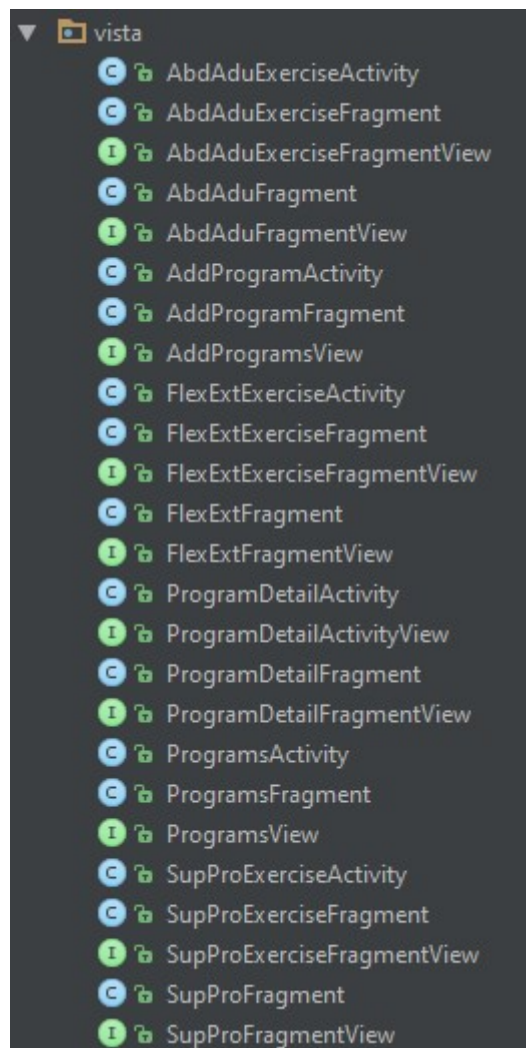 vista
C AbdAduExerciseActivity
C AbdAduExerciseFragment
I AbdAduExerciseFragmentView
C AbdAduFragment
I AbdAduFragmentView
C AddProgramActivity
C AddProgramFragment
I AddProgramsView
C FlexExtExerciseActivity
C FlexExtExerciseFragment
I FlexExtExerciseFragmentView
C FlexExtFragment
I FlexExtFragmentView
C ProgramDetailActivity
I ProgramDetailActivityView
C ProgramDetailFragment
I ProgramDetailFragmentView
C ProgramsActivity
C ProgramsFragment
I ProgramsView
C SupProExerciseActivity
C SupProExerciseFragment
I SupProExerciseFragmentView
C SupProFragment
I SupProFragmentView